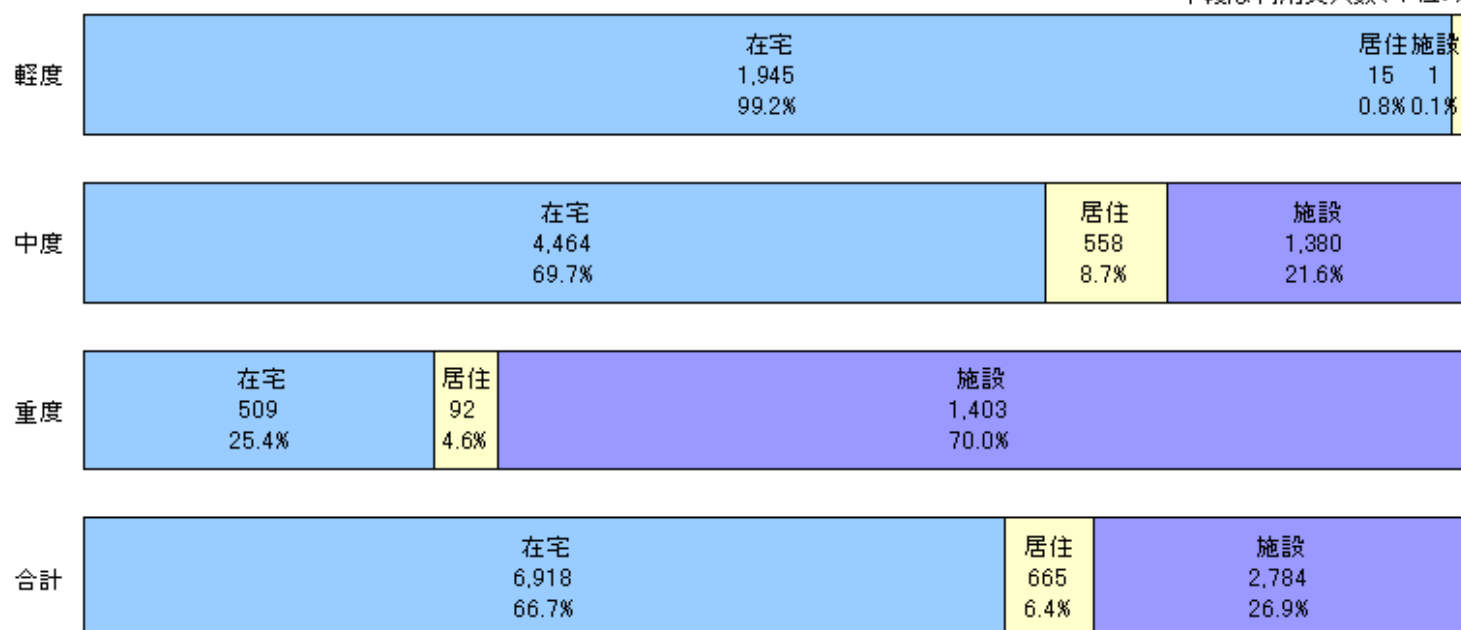 軽度
在宅
1,945
99.2%
居住
15
0.8%
施設
1
0.1%
中度
在宅
4,464
69.7%
居住
558
8.7%
施設
1,380
21.6%
重度
在宅
509
25.4%
居住
92
4.6%
施設
1,403
70.0%
合計
在宅
6,918
66.7%
居住
665
6.4%
施設
2,784
26.9%